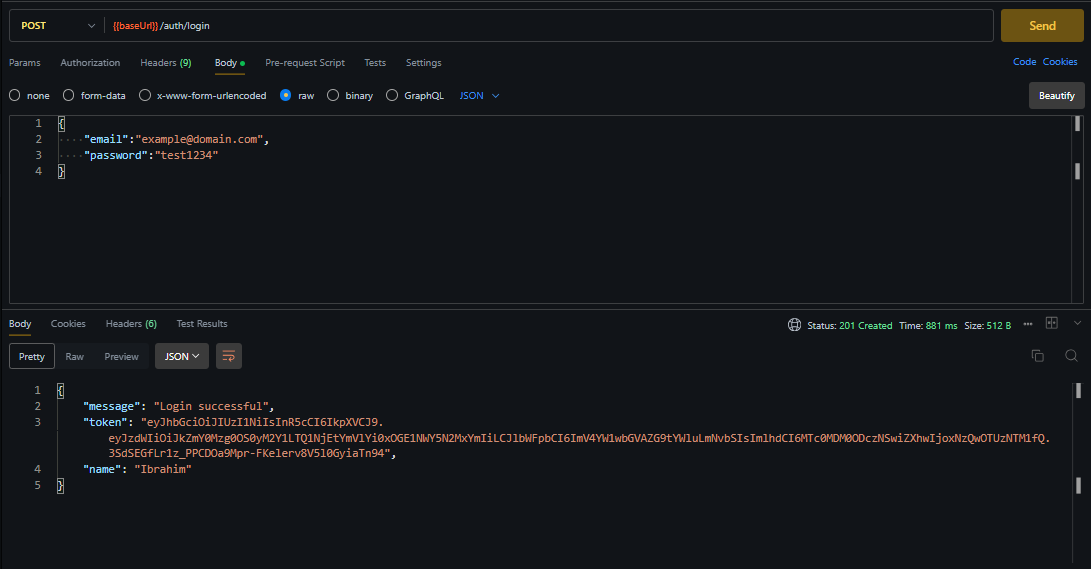 POST {{baseUrl}}/auth/login Send
Params Authorization Headers (9) Body Pre-request Script Tests Settings Code Cookies
none form-data x-www-form-urlencoded raw binary GraphQL JSON Beautify
1 {
2 "email":"example@domain.com",
3 "password":"test1234"
4 }
Body Cookies Headers (6) Test Results Status: 201 Created Time: 881 ms Size: 512 B
Pretty Raw Preview JSON
1 {
2 "message": "Login successful",
3 "token": "eyJhbGciOiJIUzI1NiIsInR5cCI6IkpXVCJ9.
eyJzdWIiOiJkZmY0Mzg0OS0yM2Y1LTQ1NjEtYmVlYi0xOGE1NWY5N2MxYmIiLCJlbWFpbCI6ImV4YW1wbGVAZG9tYWluLmNvbSIsImlhdCI6MTc0MDM0ODczNSwiZXhwIjoxNzQwOTUzNTM1fQ.
3SdSEGfLr1z_PPCDOa9Mpr-FKelerv8V5l0GyiaTn94",
4 "name": "Ibrahim"
5 }